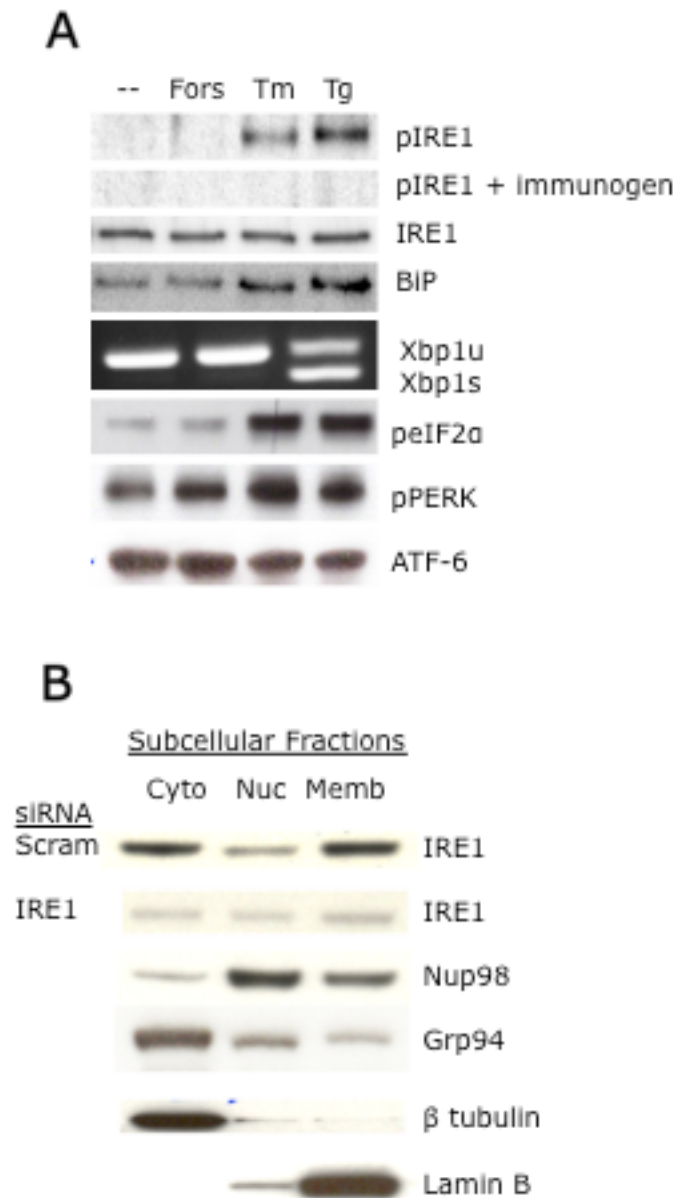 A
-- Fors Tm Tg
pIRE1
pIRE1 + immunogen
IRE1
BiP
Xbp1u
Xbp1s
peIF2α
pPERK
ATF-6
B
Subcellular Fractions
Cyto Nuc Memb
siRNA
Scram IRE1
IRE1 IRE1
Nup98
Grp94
β tubulin
Lamin B